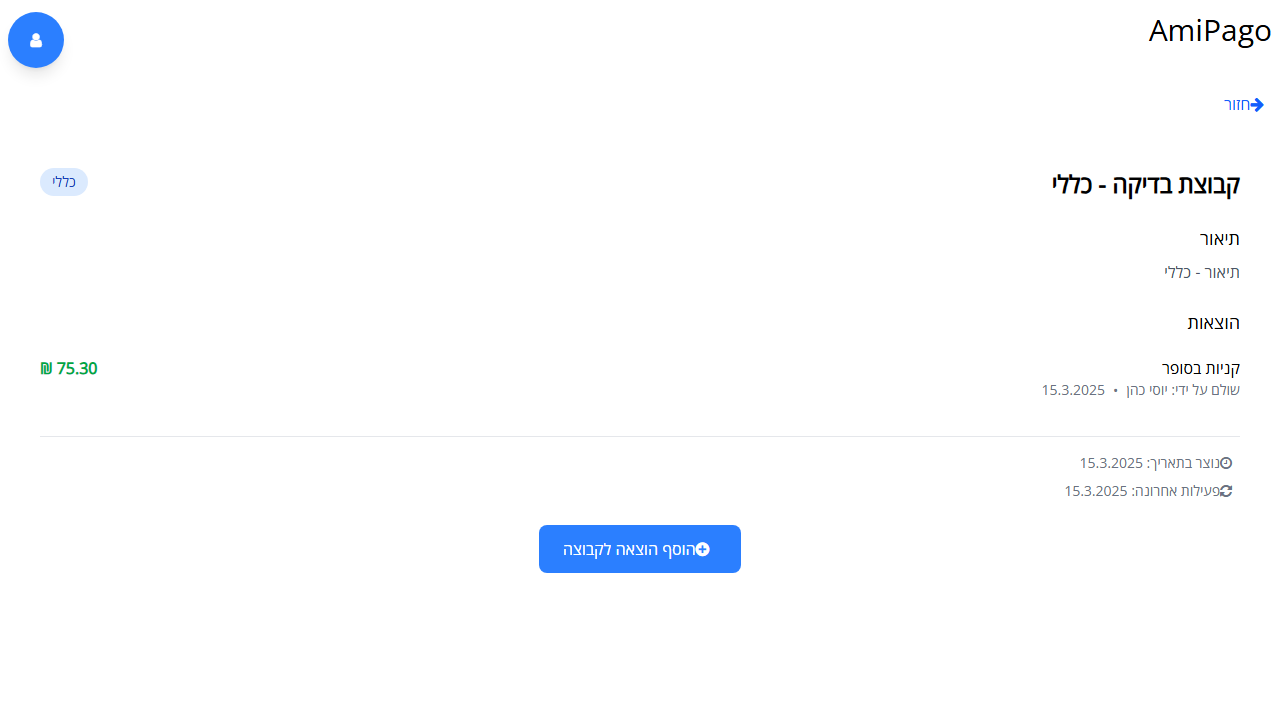 AmiPago
חזור
קבוצת בדיקה - כללי
כללי
תיאור
תיאור - כללי
הוצאות
קניות בסופר
75.30 ₪
שולם על ידי: יוסי כהן • 15.3.2025
נוצר בתאריך: 15.3.2025
פעילות אחרונה: 15.3.2025
הוסף הוצאה לקבוצה